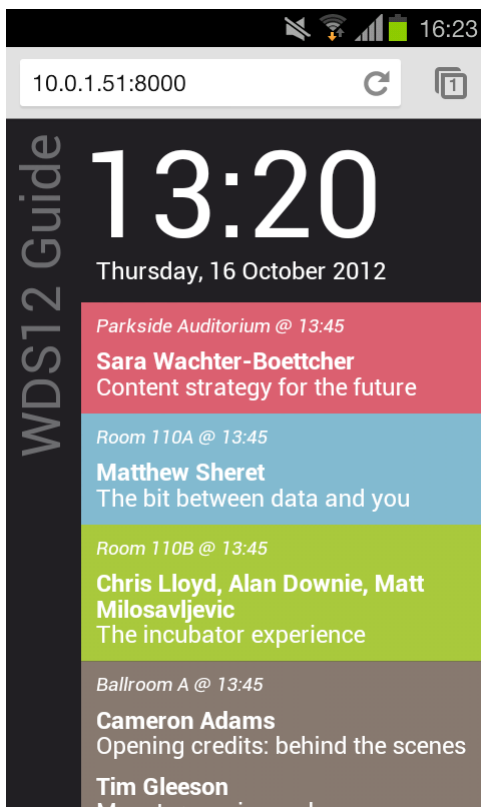 16:23
10.0.1.51:8000
1
WDS12 Guide
13:20
Thursday, 16 October 2012
Parkside Auditorium @ 13:45
Sara Wachter-Boettcher
Content strategy for the future
Room 110A @ 13:45
Matthew Sheret
The bit between data and you
Room 110B @ 13:45
Chris Lloyd, Alan Downie, Matt
Milosavljevic
The incubator experience
Ballroom A @ 13:45
Cameron Adams
Opening credits: behind the scenes
Tim Gleeson